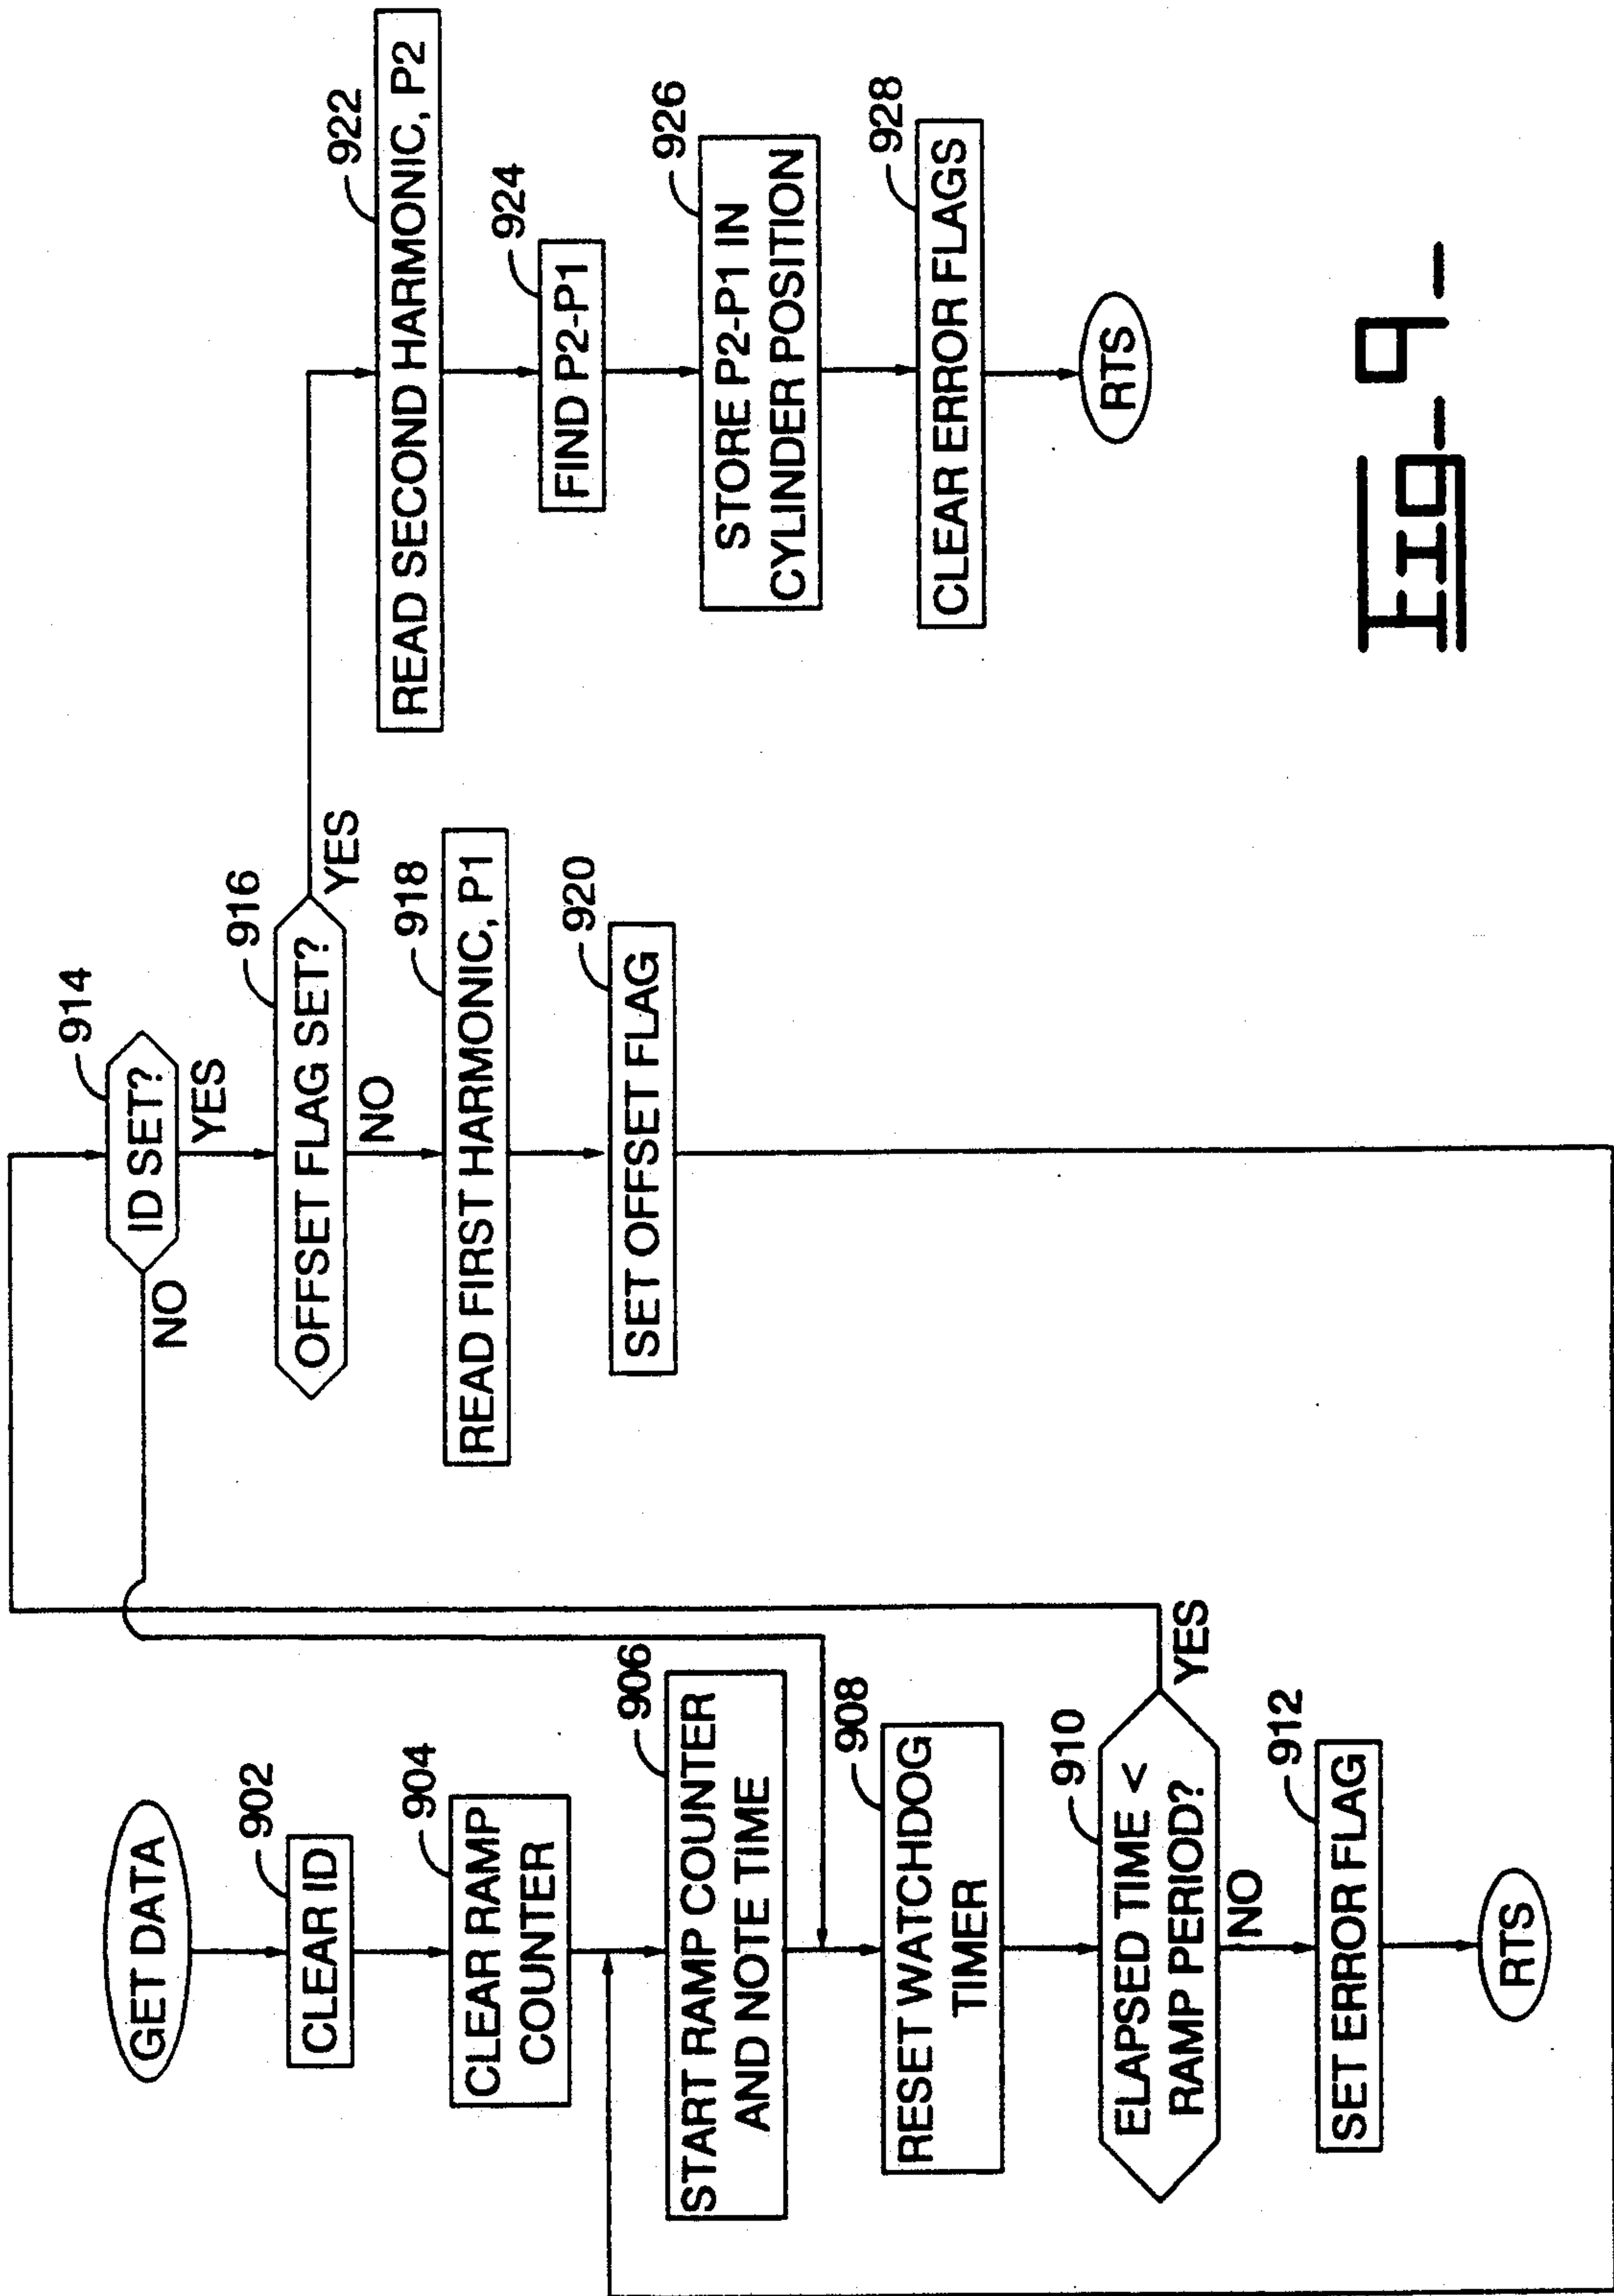 GET DATA
902
CLEAR ID
904
CLEAR RAMP
COUNTER
906
START RAMP COUNTER
AND NOTE TIME
908
RESET WATCHDOG
TIMER
910
ELAPSED TIME <
RAMP PERIOD?
YES
NO
912
SET ERROR FLAG
RTS
914
ID SET?
NO
YES
916
OFFSET FLAG SET?
YES
NO
918
READ FIRST HARMONIC, P1
920
SET OFFSET FLAG
922
READ SECOND HARMONIC, P2
924
FIND P2-P1
926
STORE P2-P1 IN
CYLINDER POSITION
928
CLEAR ERROR FLAGS
RTS
Fig_9_